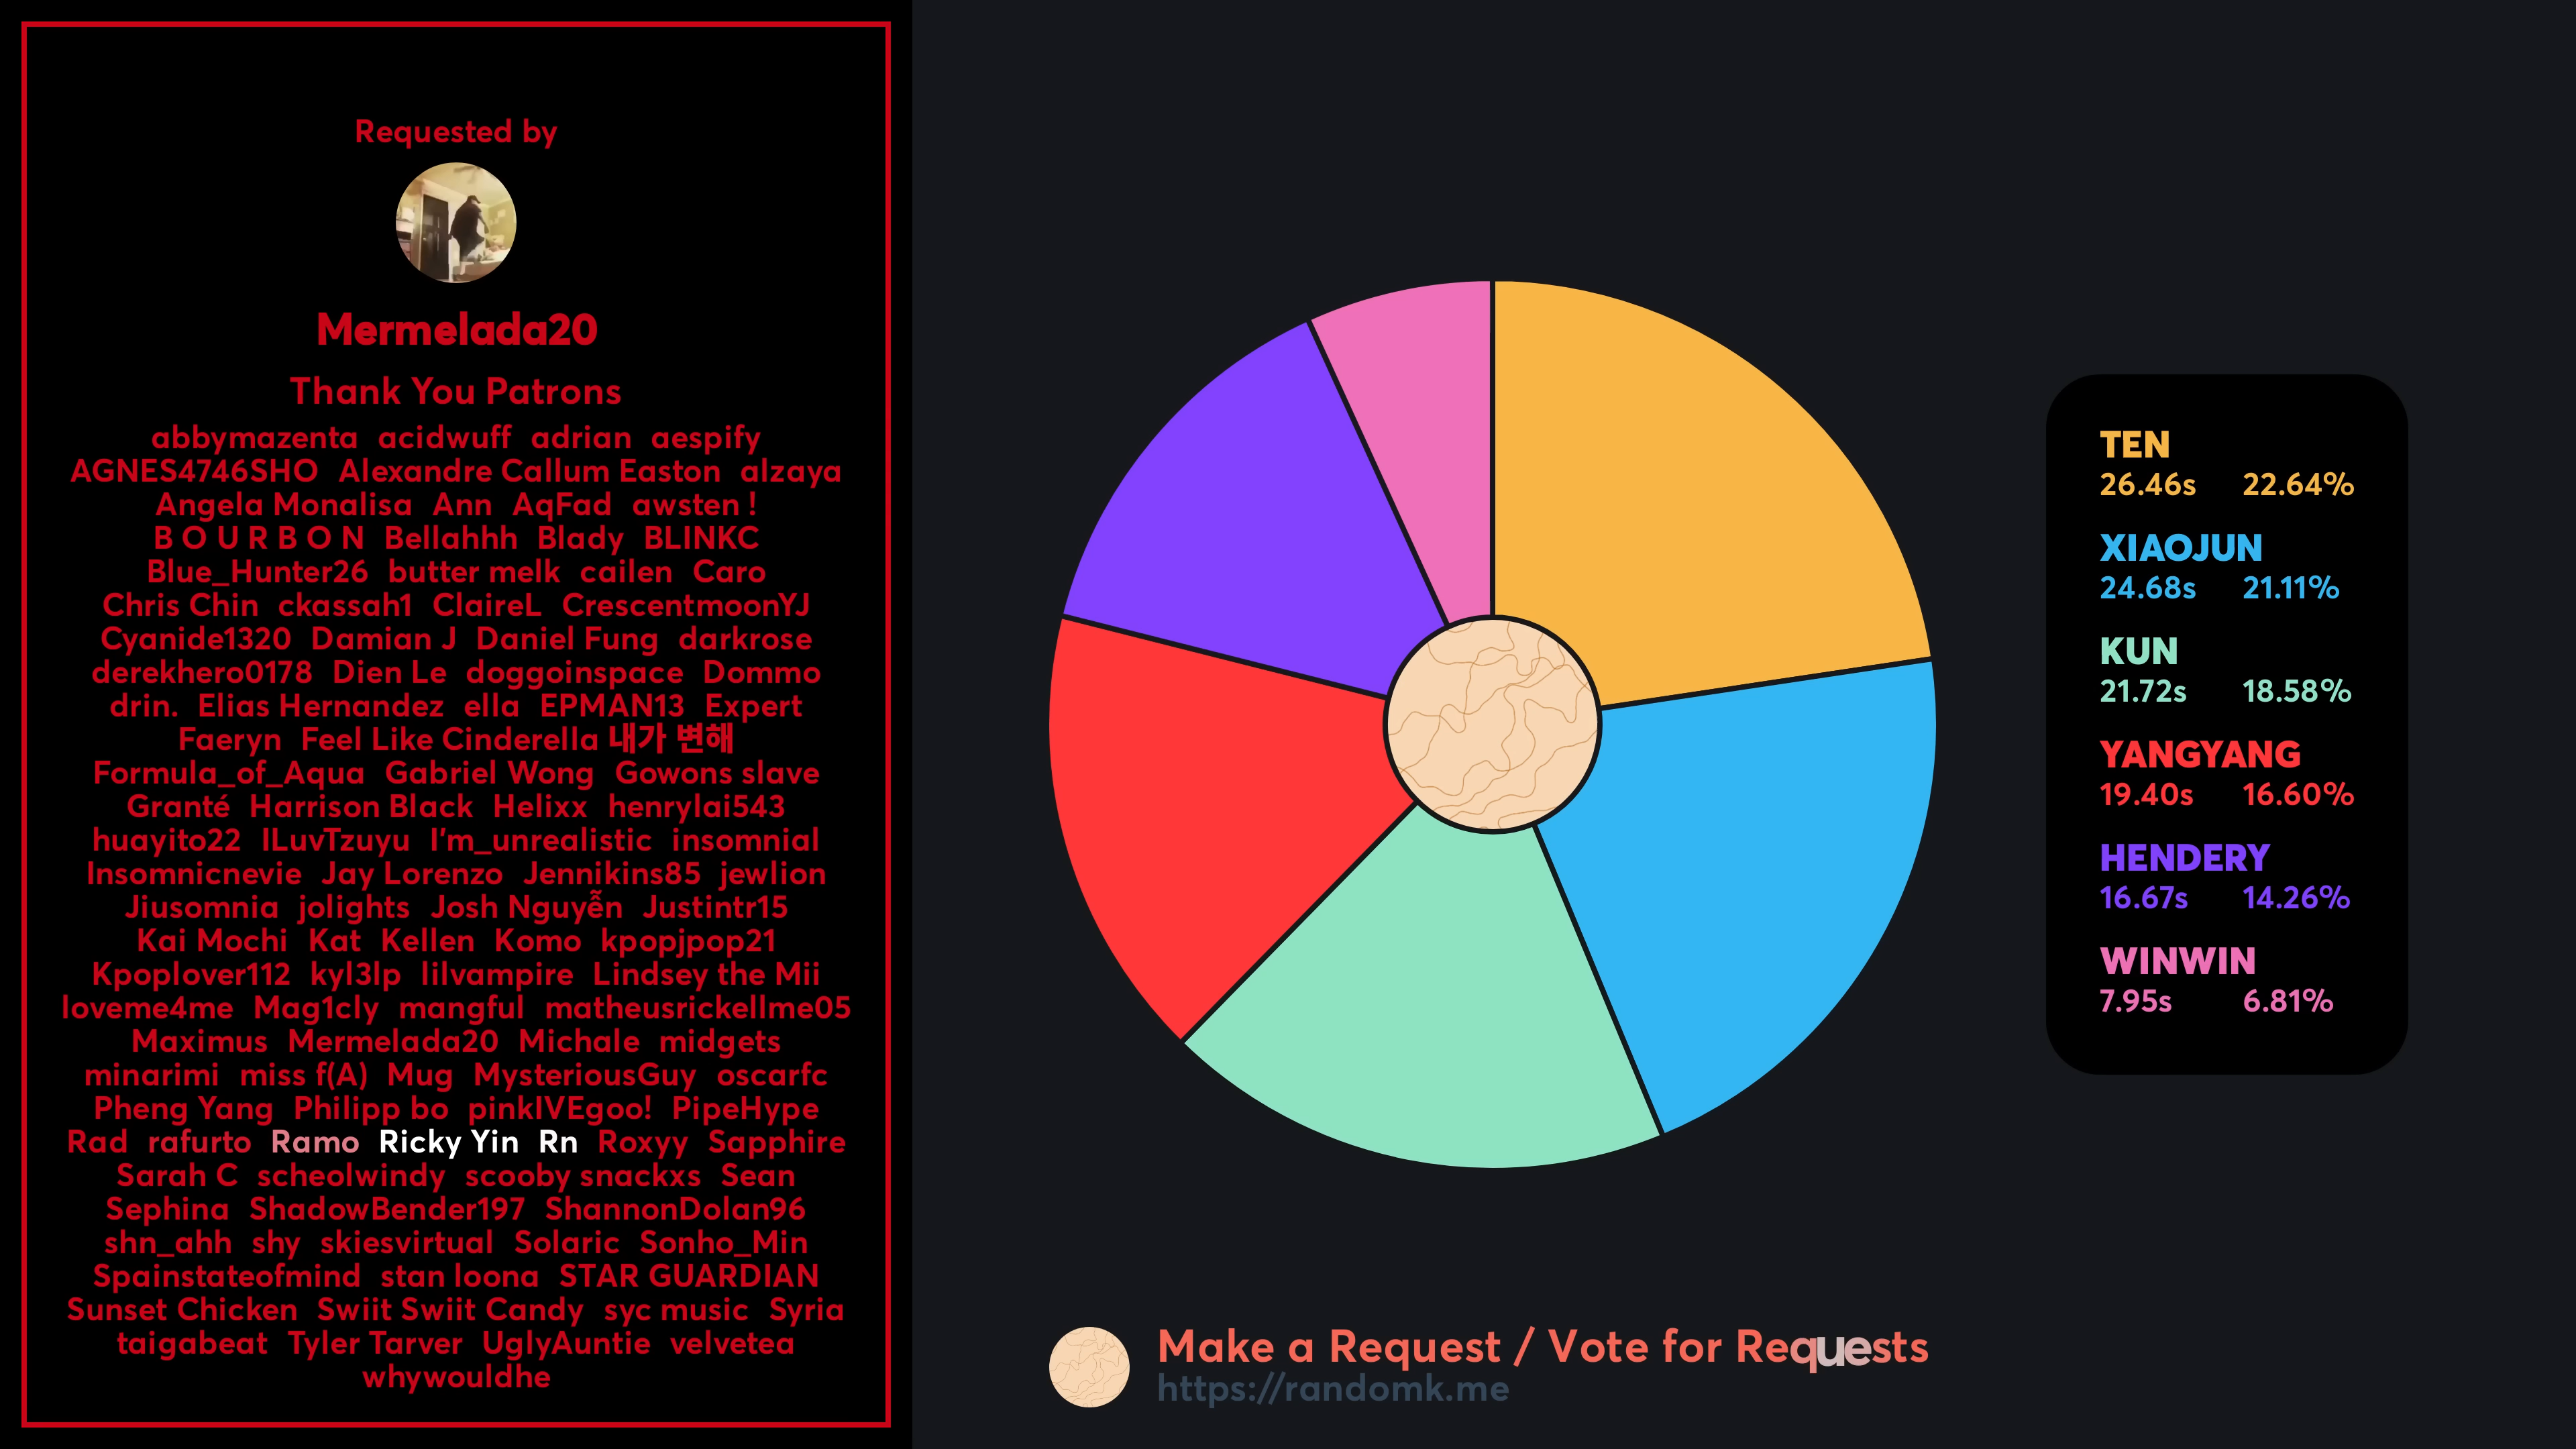 Requested by
Mermelada20
Thank You Patrons
abbymazenta acidwuff adrian aespify
AGNES4746SHO Alexandre Callum Easton alzaya
Angela Monalisa Ann AqFad awsten !
B O U R B O N Bellahhh Blady BLINKC
Blue_Hunter26 butter melk cailen Caro
Chris Chin ckassah1 ClaireL CrescentmoonYJ
Cyanide1320 Damian J Daniel Fung darkrose
derekhero0178 Dien Le doggoinspace Dommo
drin. Elias Hernandez ella EPMAN13 Expert
Faeryn Feel Like Cinderella 내가 변해
Formula_of_Aqua Gabriel Wong Gowons slave
Granté Harrison Black Helixx henrylai543
huayito22 ILuvTzuyu I'm_unrealistic insomnial
Insomnicnevie Jay Lorenzo Jennikins85 jewlion
Jiusomnia jolights Josh Nguyễn Justintr15
Kai Mochi Kat Kellen Komo kpopjpop21
Kpoplover112 kyl3lp lilvampire Lindsey the Mii
loveme4me Mag1cly mangful matheusrickellme05
Maximus Mermelada20 Michale midgets
minarimi miss f(A) Mug MysteriousGuy oscarfc
Pheng Yang Philipp bo pinkIVEgoo! PipeHype
Rad rafurto Ramo Ricky Yin Rn Roxyy Sapphire
Sarah C scheolwindy scooby snackxs Sean
Sephina ShadowBender197 ShannonDolan96
shn_ahh shy skiesvirtual Solaric Sonho_Min
Spainstateofmind stan loona STAR GUARDIAN
Sunset Chicken Swiit Swiit Candy syc music Syria
taigabeat Tyler Tarver UglyAuntie velvetea
whywouldhe
TEN
26.46s 22.64%
XIAOJUN
24.68s 21.11%
KUN
21.72s 18.58%
YANGYANG
19.40s 16.60%
HENDERY
16.67s 14.26%
WINWIN
7.95s 6.81%
Make a Request / Vote for Requests
https://randomk.me